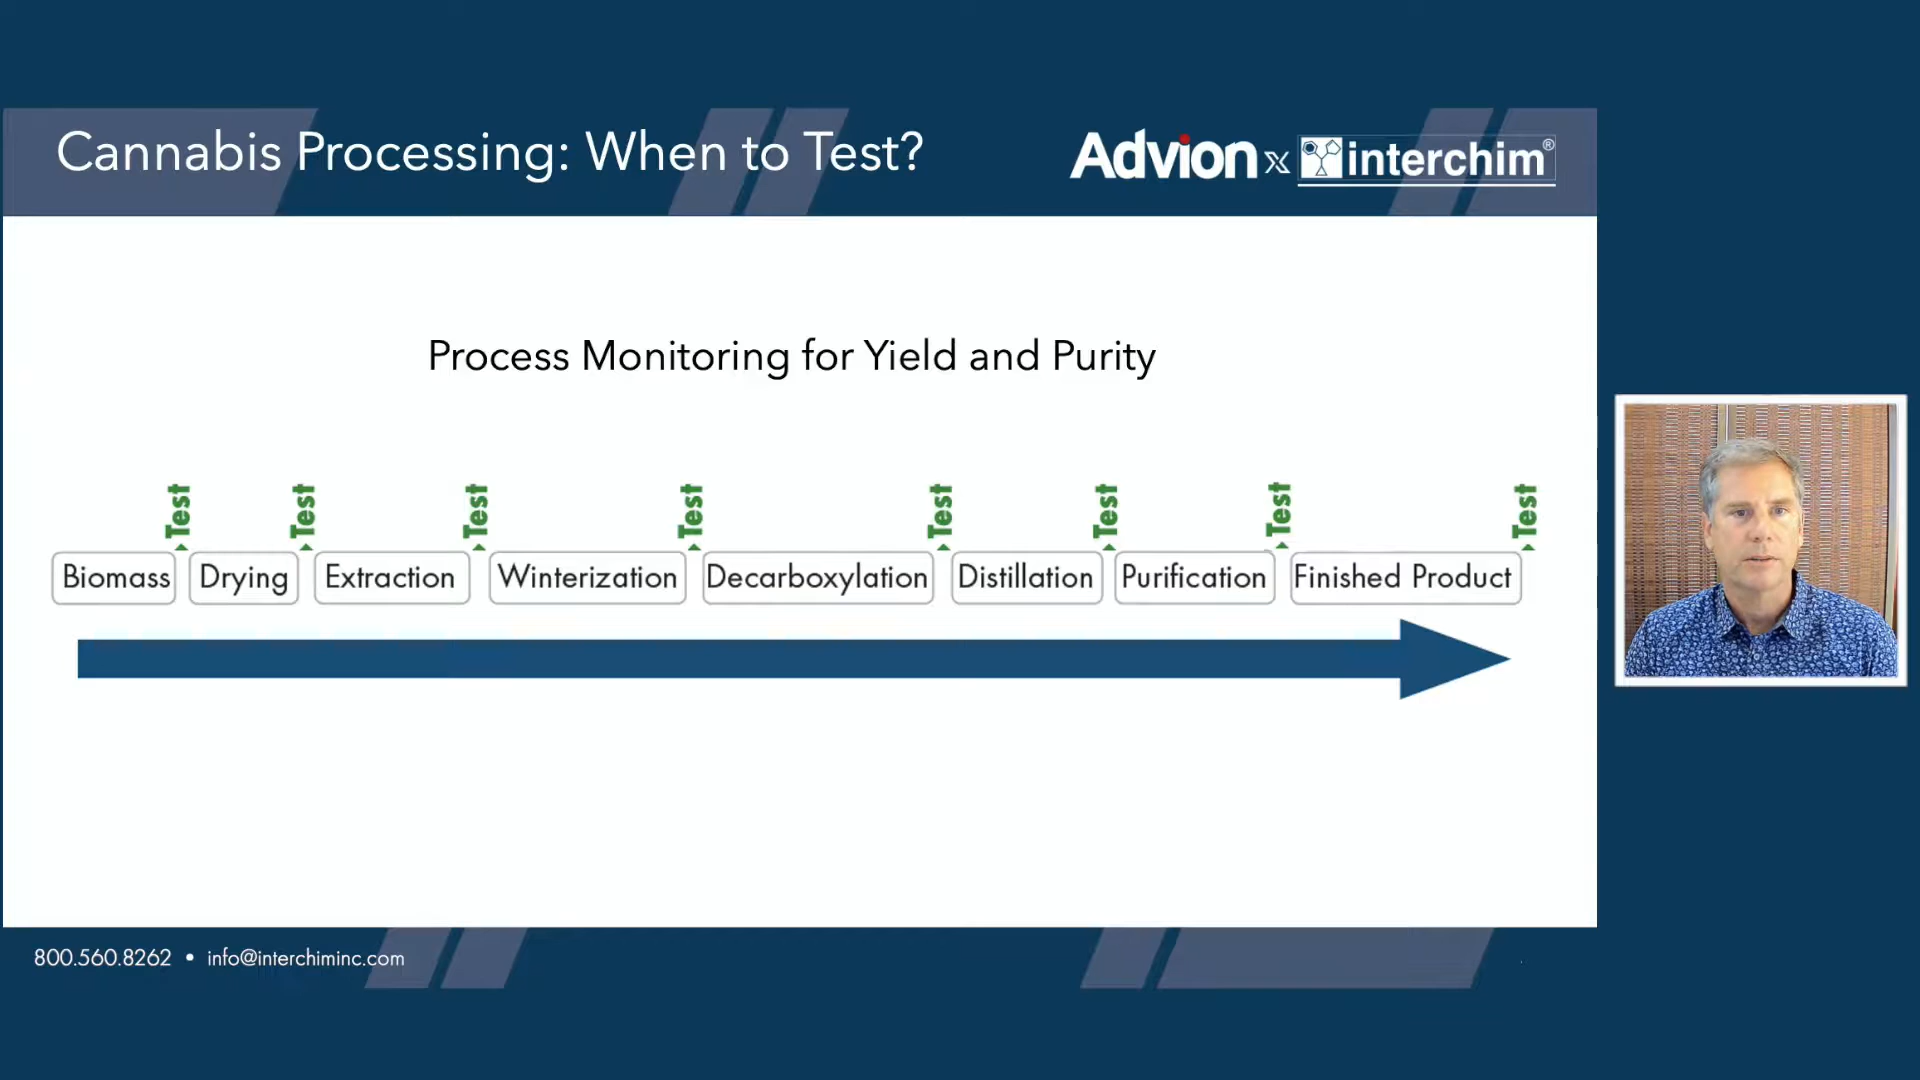 Cannabis Processing: When to Test?
Advion x interchim®
Process Monitoring for Yield and Purity
Test Test Test Test Test Test Test Test
Biomass Drying Extraction Winterization Decarboxylation Distillation Purification Finished Product
800.560.8262 • info@interchiminc.com